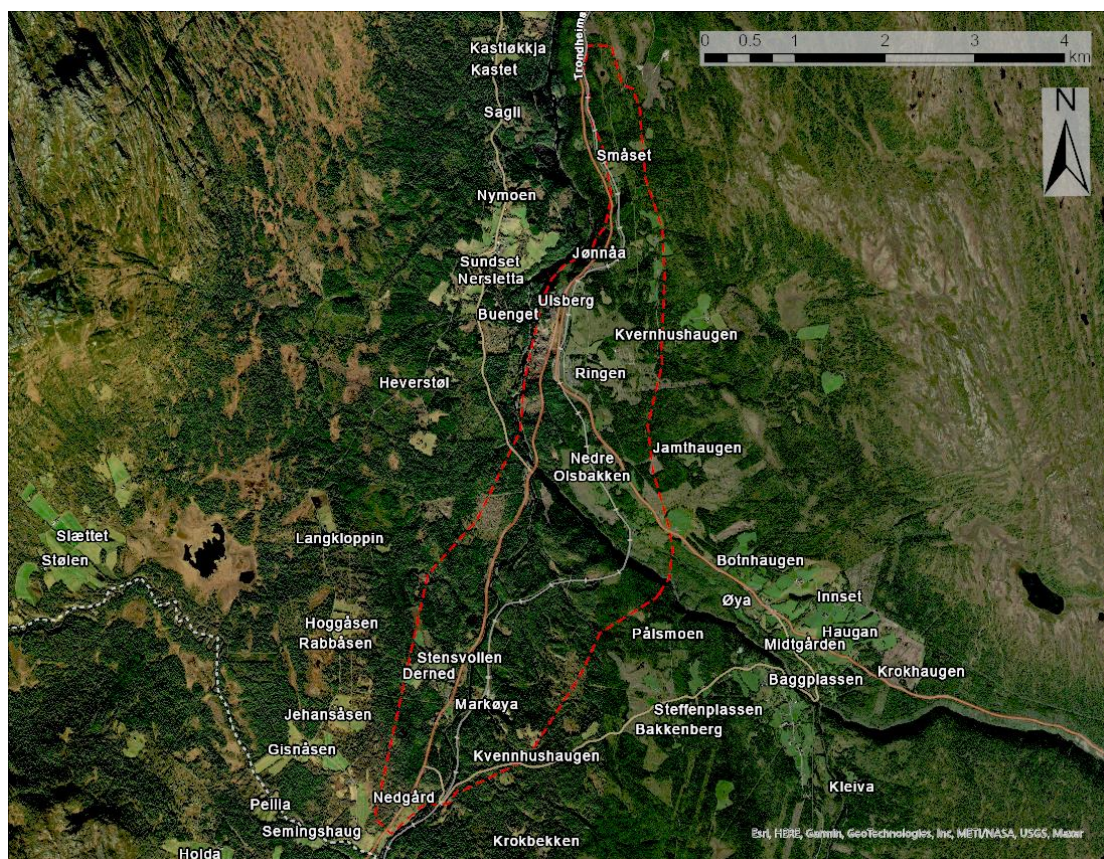 Kastløkkja
Kastet
Sagli
Nymoen
Sundset
Nersletta
Buenget
Heverstøl
Trondheims
Småset
Jønnåa
Ulsberg
Kvernhushaugen
Ringen
Jamthaugen
Nedre
Olsbakken
0 0.5 1 2 3 4
km
N
Slættet
Stølen
Langkloppin
Hoggåsen
Rabbåsen
Stensvollen
Derned
Jehansåsen
Markøya
Gisnåsen
Kvennhushaugen
Nedgård
Semingshaug
Krokbekken
Holda
Botnhaugen
Innset
Øya
Haugan
Midtgården
Pålsmoen
Krokhaugen
Baggplassen
Steffenplassen
Bakkenberg
Kleiva
Esri, HERE, Garmin, GeoTechnologies, Inc, METI/NASA, USGS, Maxar